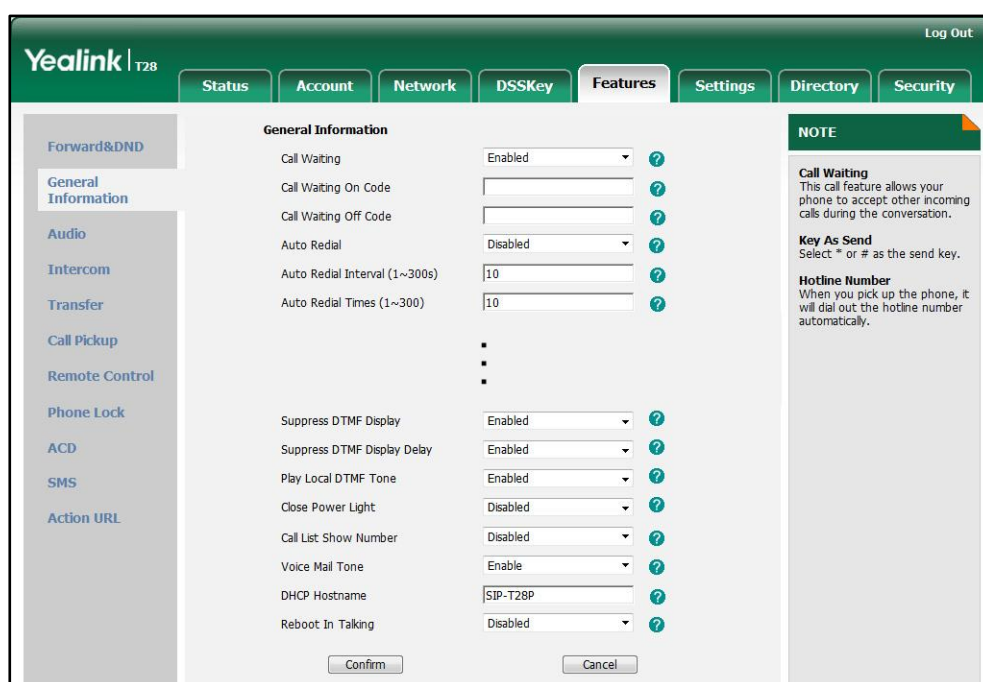 Log Out
Yealink T28
Status Account Network DSSKey Features Settings Directory Security
Forward&DND
General
Information
Audio
Intercom
Transfer
Call Pickup
Remote Control
Phone Lock
ACD
SMS
Action URL
General Information
Call Waiting Enabled ?
Call Waiting On Code ?
Call Waiting Off Code ?
Auto Redial Disabled ?
Auto Redial Interval (1~300s) 10 ?
Auto Redial Times (1~300) 10 ?
Suppress DTMF Display Enabled ?
Suppress DTMF Display Delay Enabled ?
Play Local DTMF Tone Enabled ?
Close Power Light Disabled ?
Call List Show Number Disabled ?
Voice Mail Tone Enable ?
DHCP Hostname SIP-T28P ?
Reboot In Talking Disabled ?
Confirm Cancel
NOTE
Call Waiting
This call feature allows your
phone to accept other incoming
calls during the conversation.
Key As Send
Select * or # as the send key.
Hotline Number
When you pick up the phone, it
will dial out the hotline number
automatically.